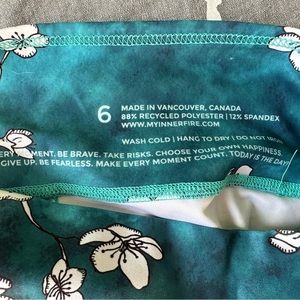 6
MADE IN VANCOUVER, CANADA
88% RECYCLED POLYESTER | 12% SPANDEX
WWW.MYINNERFIRE.COM
WASH COLD | HANG TO DRY | DO NOT IRON
BE BRAVE. TAKE RISKS. CHOOSE YOUR OWN HAPPINESS.
GIVE UP. BE FEARLESS. MAKE EVERY MOMENT COUNT. TODAY IS THE DAY!